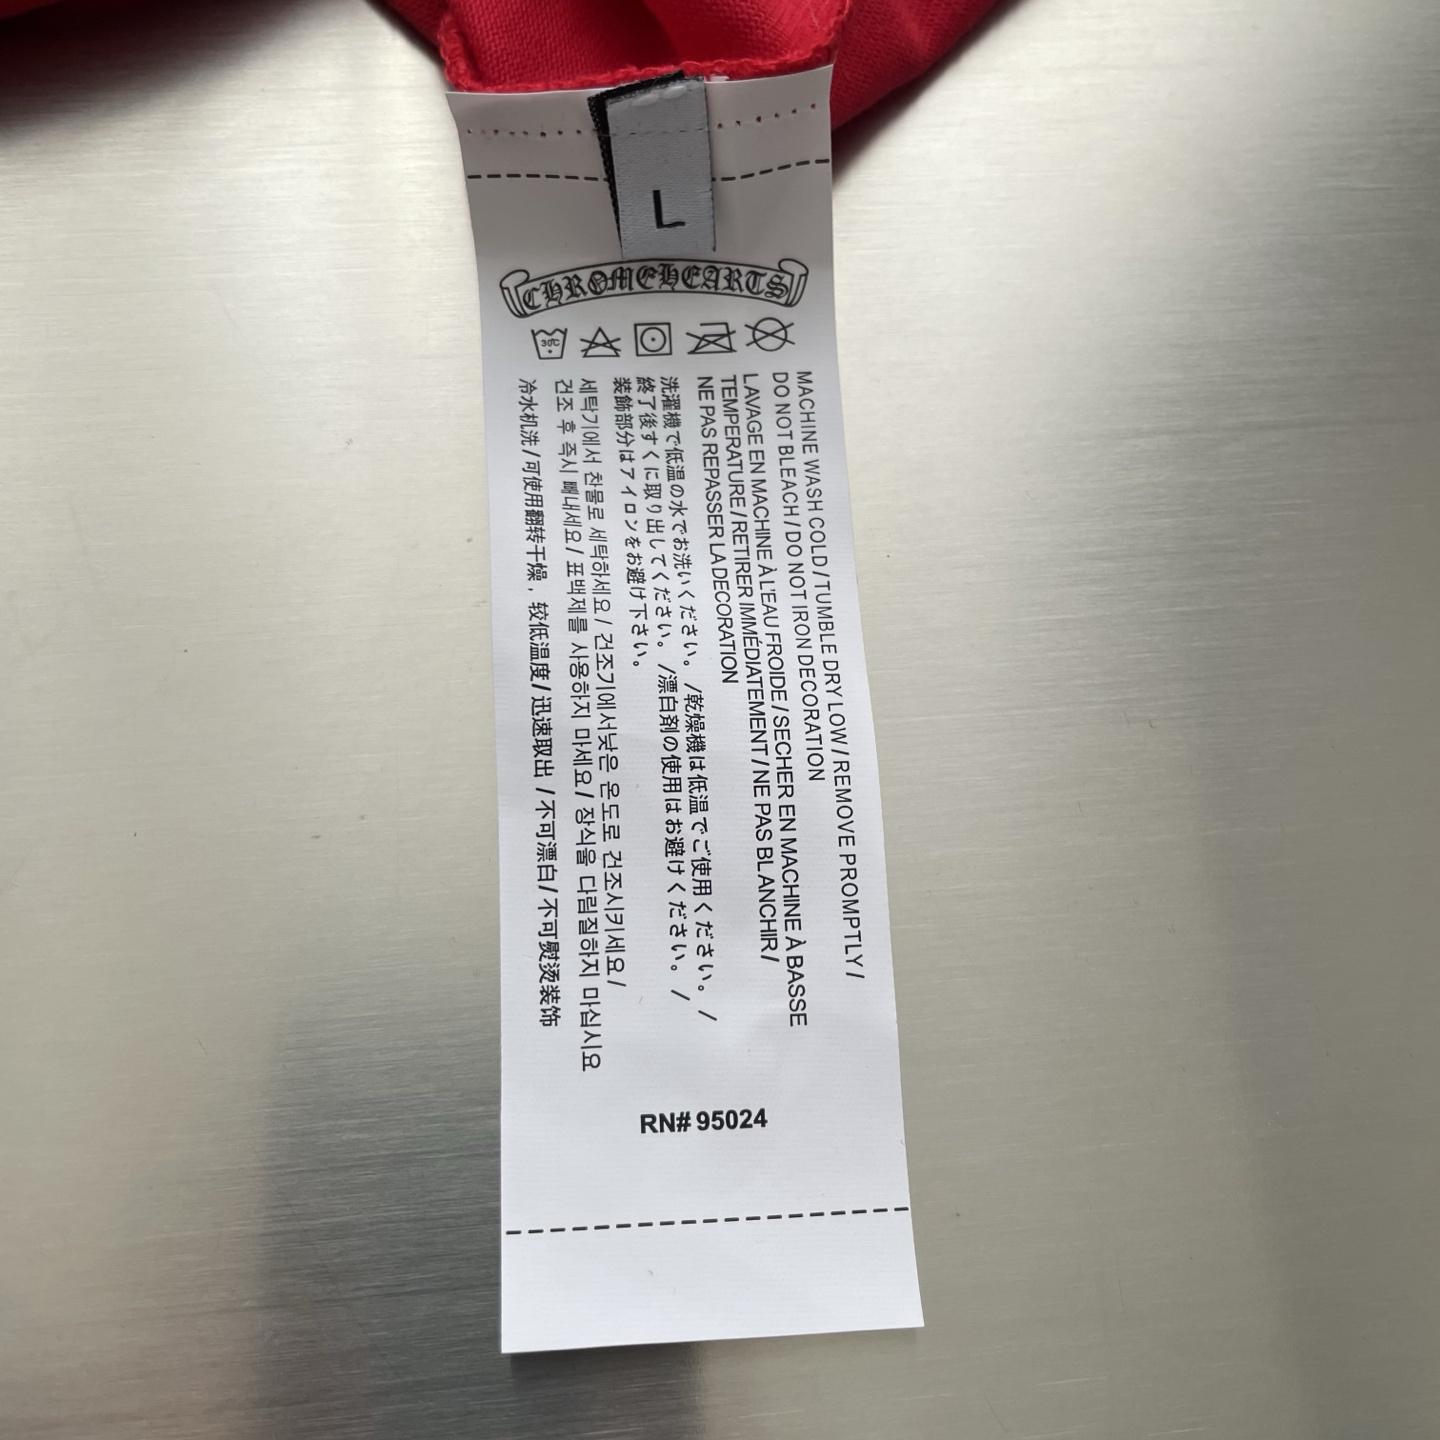 L
CHROMEHEARTS
30C
MACHINE WASH COLD/TUMBLE DRY LOW/REMOVE PROMPTLY/
DO NOT BLEACH/DO NOT IRON DECORATION
LAVAGE EN MACHINE À L'EAU FROIDE/SECHER EN MACHINE À BASSE
TEMPERATURE/RETIRER IMMÉDIATEMENT/NE PAS BLANCHIR/
NE PAS REPASSER LA DECORATION
洗濯機で低温の水でお洗いください。/乾燥機は低温でご使用ください。/
終了後すぐに取り出してください。/漂白剤の使用はお避けください。/
装飾部分はアイロンをお避け下さい。
세탁기에서 찬물로 세탁하세요/건조기에서낮은 온도로 건조시키세요/
건조 후 즉시 빼내세요/표백제를 사용하지 마세요/장식을 다림질하지 마십시요
冷水机洗/可使用翻转干燥，较低温度/迅速取出/不可漂白/不可熨烫装饰
RN# 95024